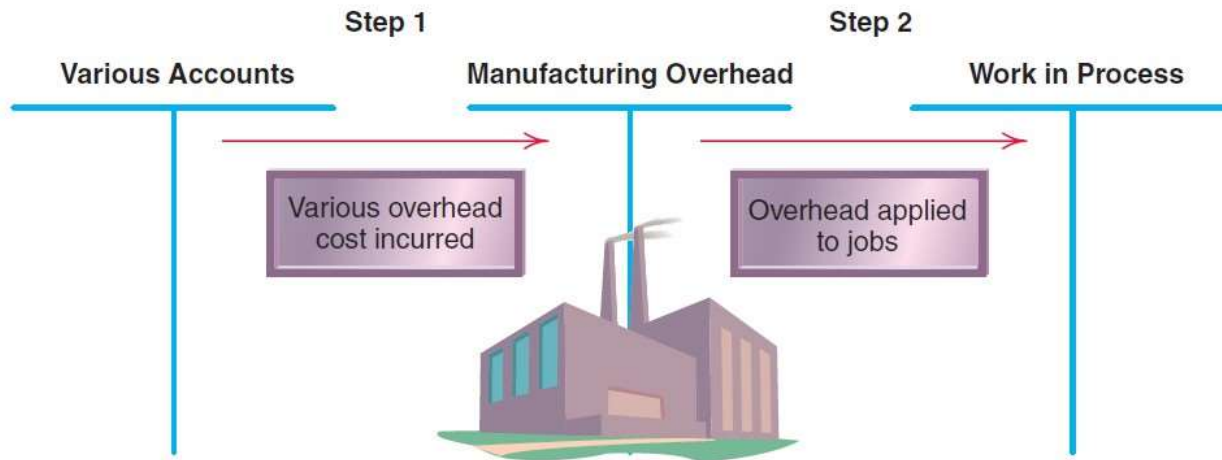 Step 1
Step 2
Various Accounts
Manufacturing Overhead
Work in Process
Various overhead
cost incurred
Overhead applied
to jobs